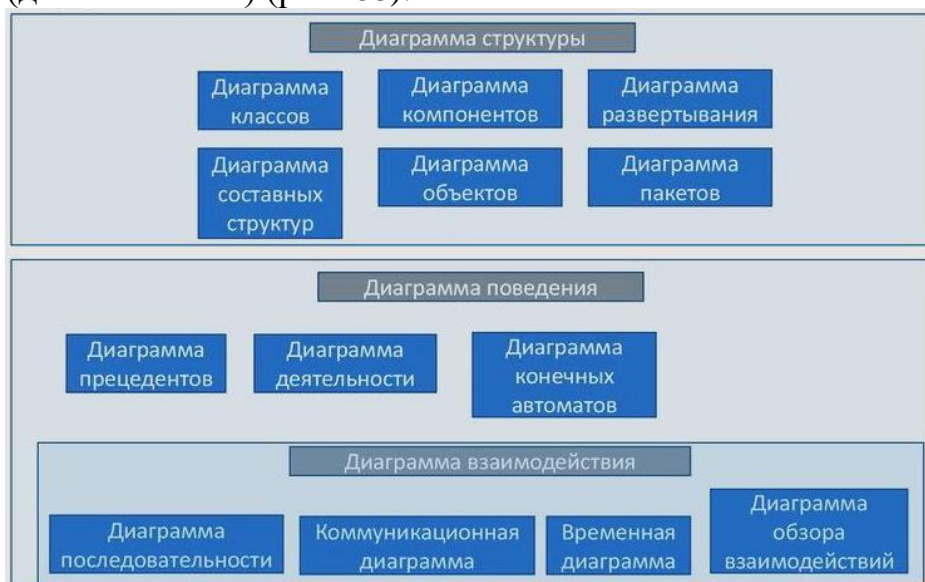 Диаграмма структуры
Диаграмма
классов
Диаграмма
компонентов
Диаграмма
развертывания
Диаграмма
составных
структур
Диаграмма
объектов
Диаграмма
пакетов
Диаграмма поведения
Диаграмма
прецедентов
Диаграмма
деятельности
Диаграмма
конечных
автоматов
Диаграмма взаимодействия
Диаграмма
последовательности
Коммуникационная
диаграмма
Временная
диаграмма
Диаграмма
обзора
взаимодействий